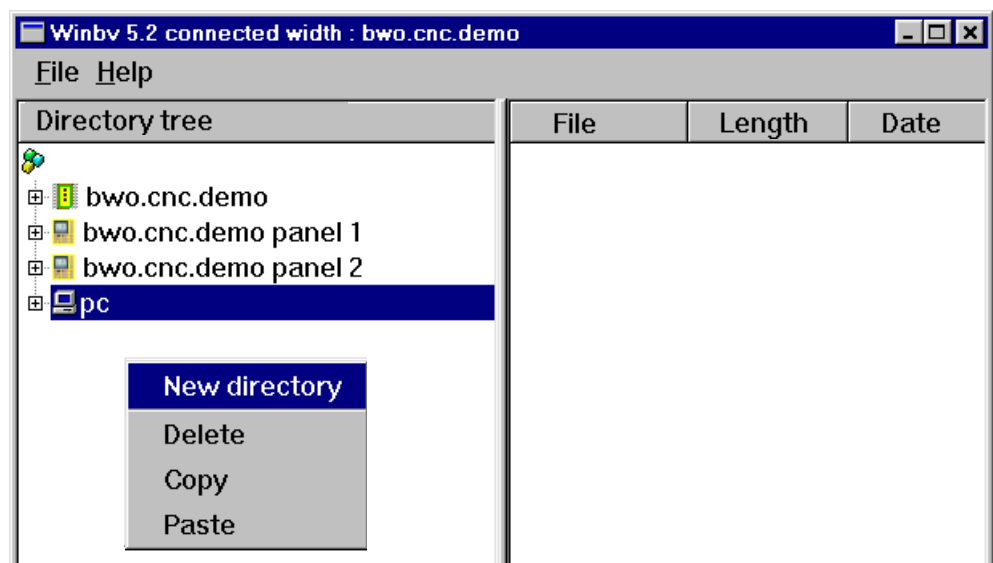 Winbv 5.2 connected width : bwo.cnc.demo
File Help
Directory tree File Length Date
bwo.cnc.demo
bwo.cnc.demo panel 1
bwo.cnc.demo panel 2
pc
New directory
Delete
Copy
Paste